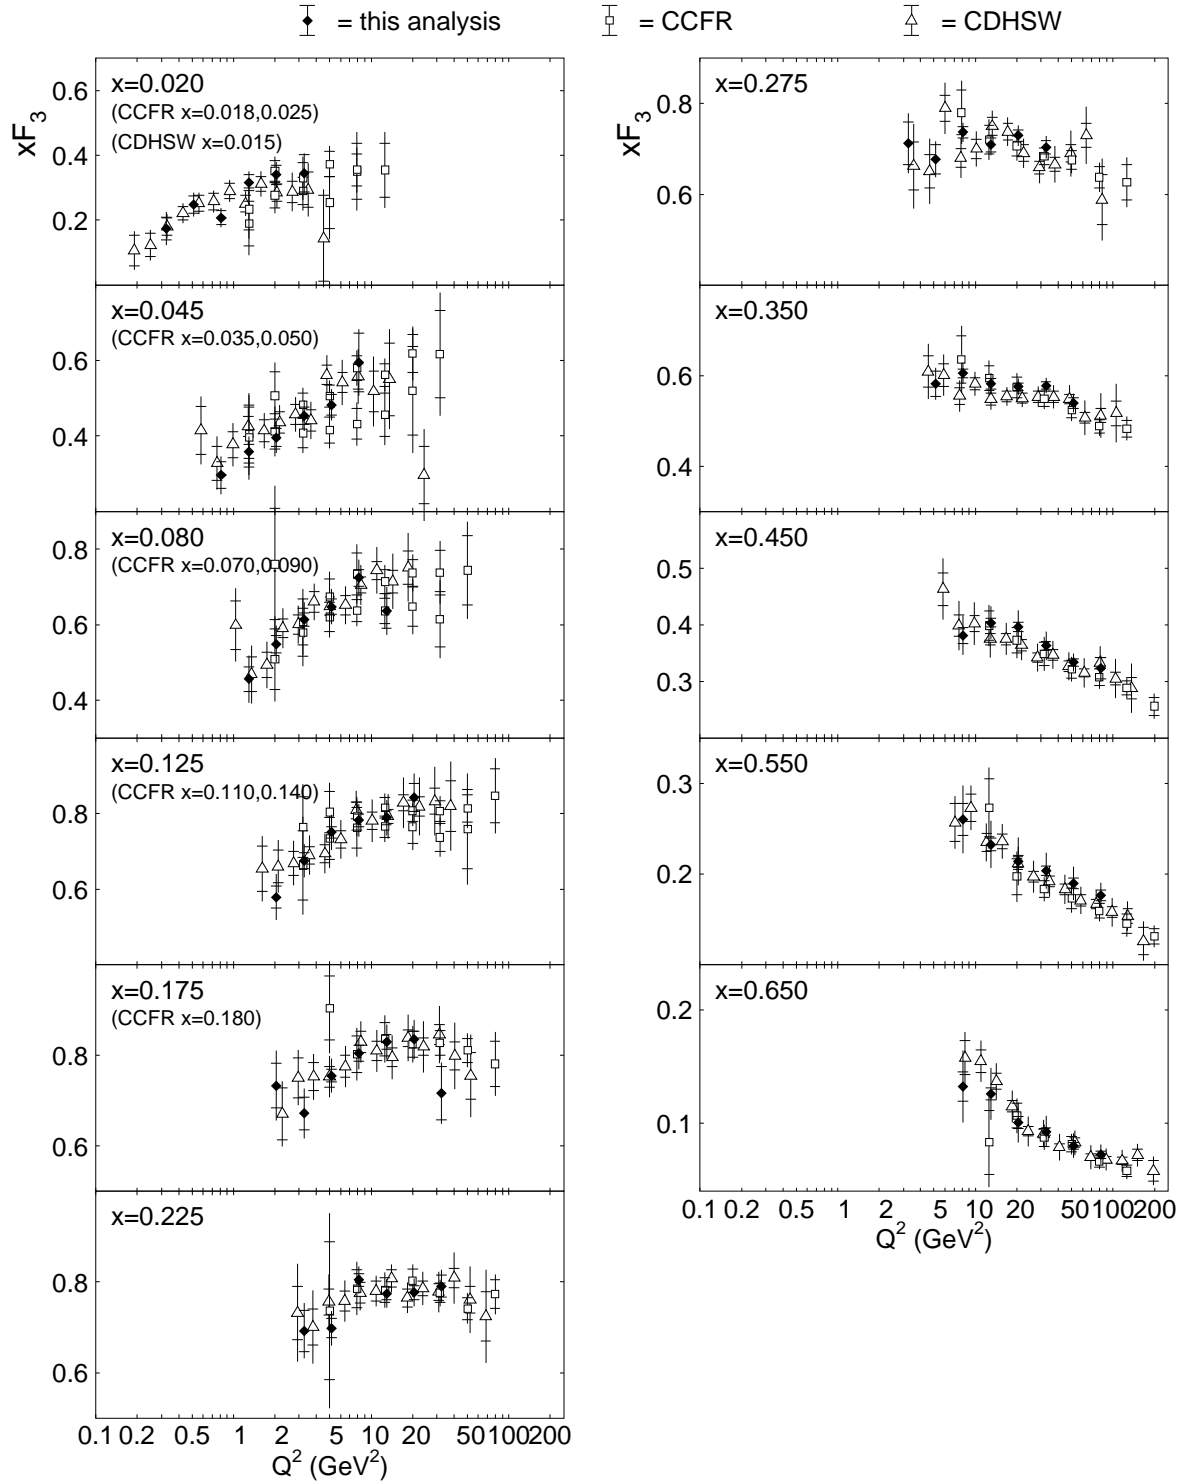 = this analysis = CCFR = CDHSW
xF3
x=0.020
(CCFR x=0.018,0.025)
(CDHSW x=0.015)
0.6
0.4
0.2
x=0.045
(CCFR x=0.035,0.050)
0.6
0.4
x=0.080
(CCFR x=0.070,0.090)
0.8
0.6
0.4
x=0.125
(CCFR x=0.110,0.140)
0.8
0.6
x=0.175
(CCFR x=0.180)
0.8
0.6
x=0.225
0.8
0.6
0.1 0.2 0.5 1 2 5 10 20 50 100 200
Q2 (GeV2)
xF3
x=0.275
0.8
0.6
x=0.350
0.6
0.4
x=0.450
0.5
0.4
0.3
x=0.550
0.3
0.2
x=0.650
0.2
0.1
0.1 0.2 0.5 1 2 5 10 20 50 100 200
Q2 (GeV2)